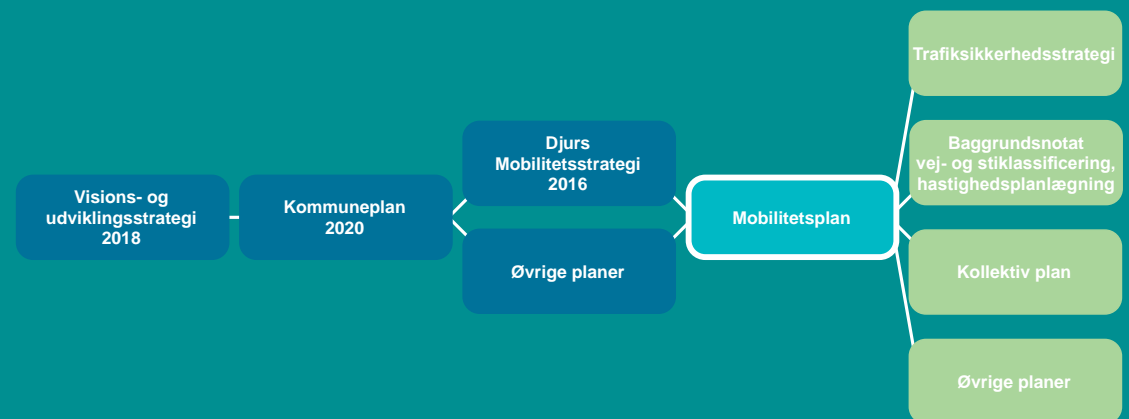 Visions- og
udviklingsstrategi
2018
Kommuneplan
2020
Djurs
Mobilitetsstrategi
2016
Øvrige planer
Mobilitetsplan
Trafiksikkerhedsstrategi
Baggrundsnotat
vej- og stiklassificering,
hastighedsplanlægning
Kollektiv plan
Øvrige planer